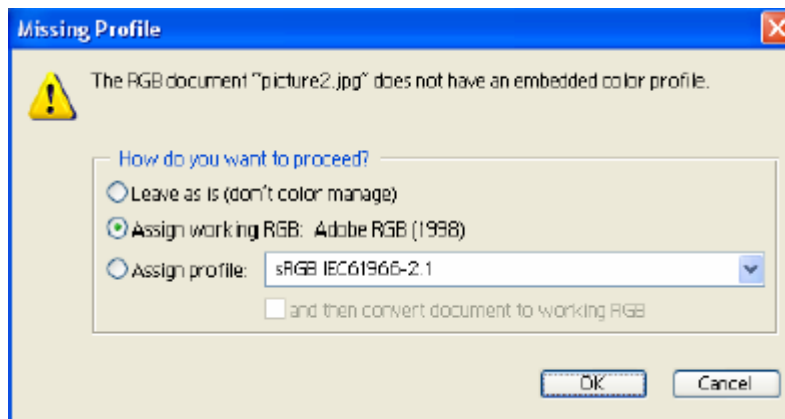 Missing Profile
The RGB document "picture2.jpg" does not have an embedded color profile.
How do you want to proceed?
Leave as is (don't color manage)
Assign working RGB: Adobe RGB (1998)
Assign profile: sRGB IEC61966-2.1
and then convert document to working RGB
OK Cancel